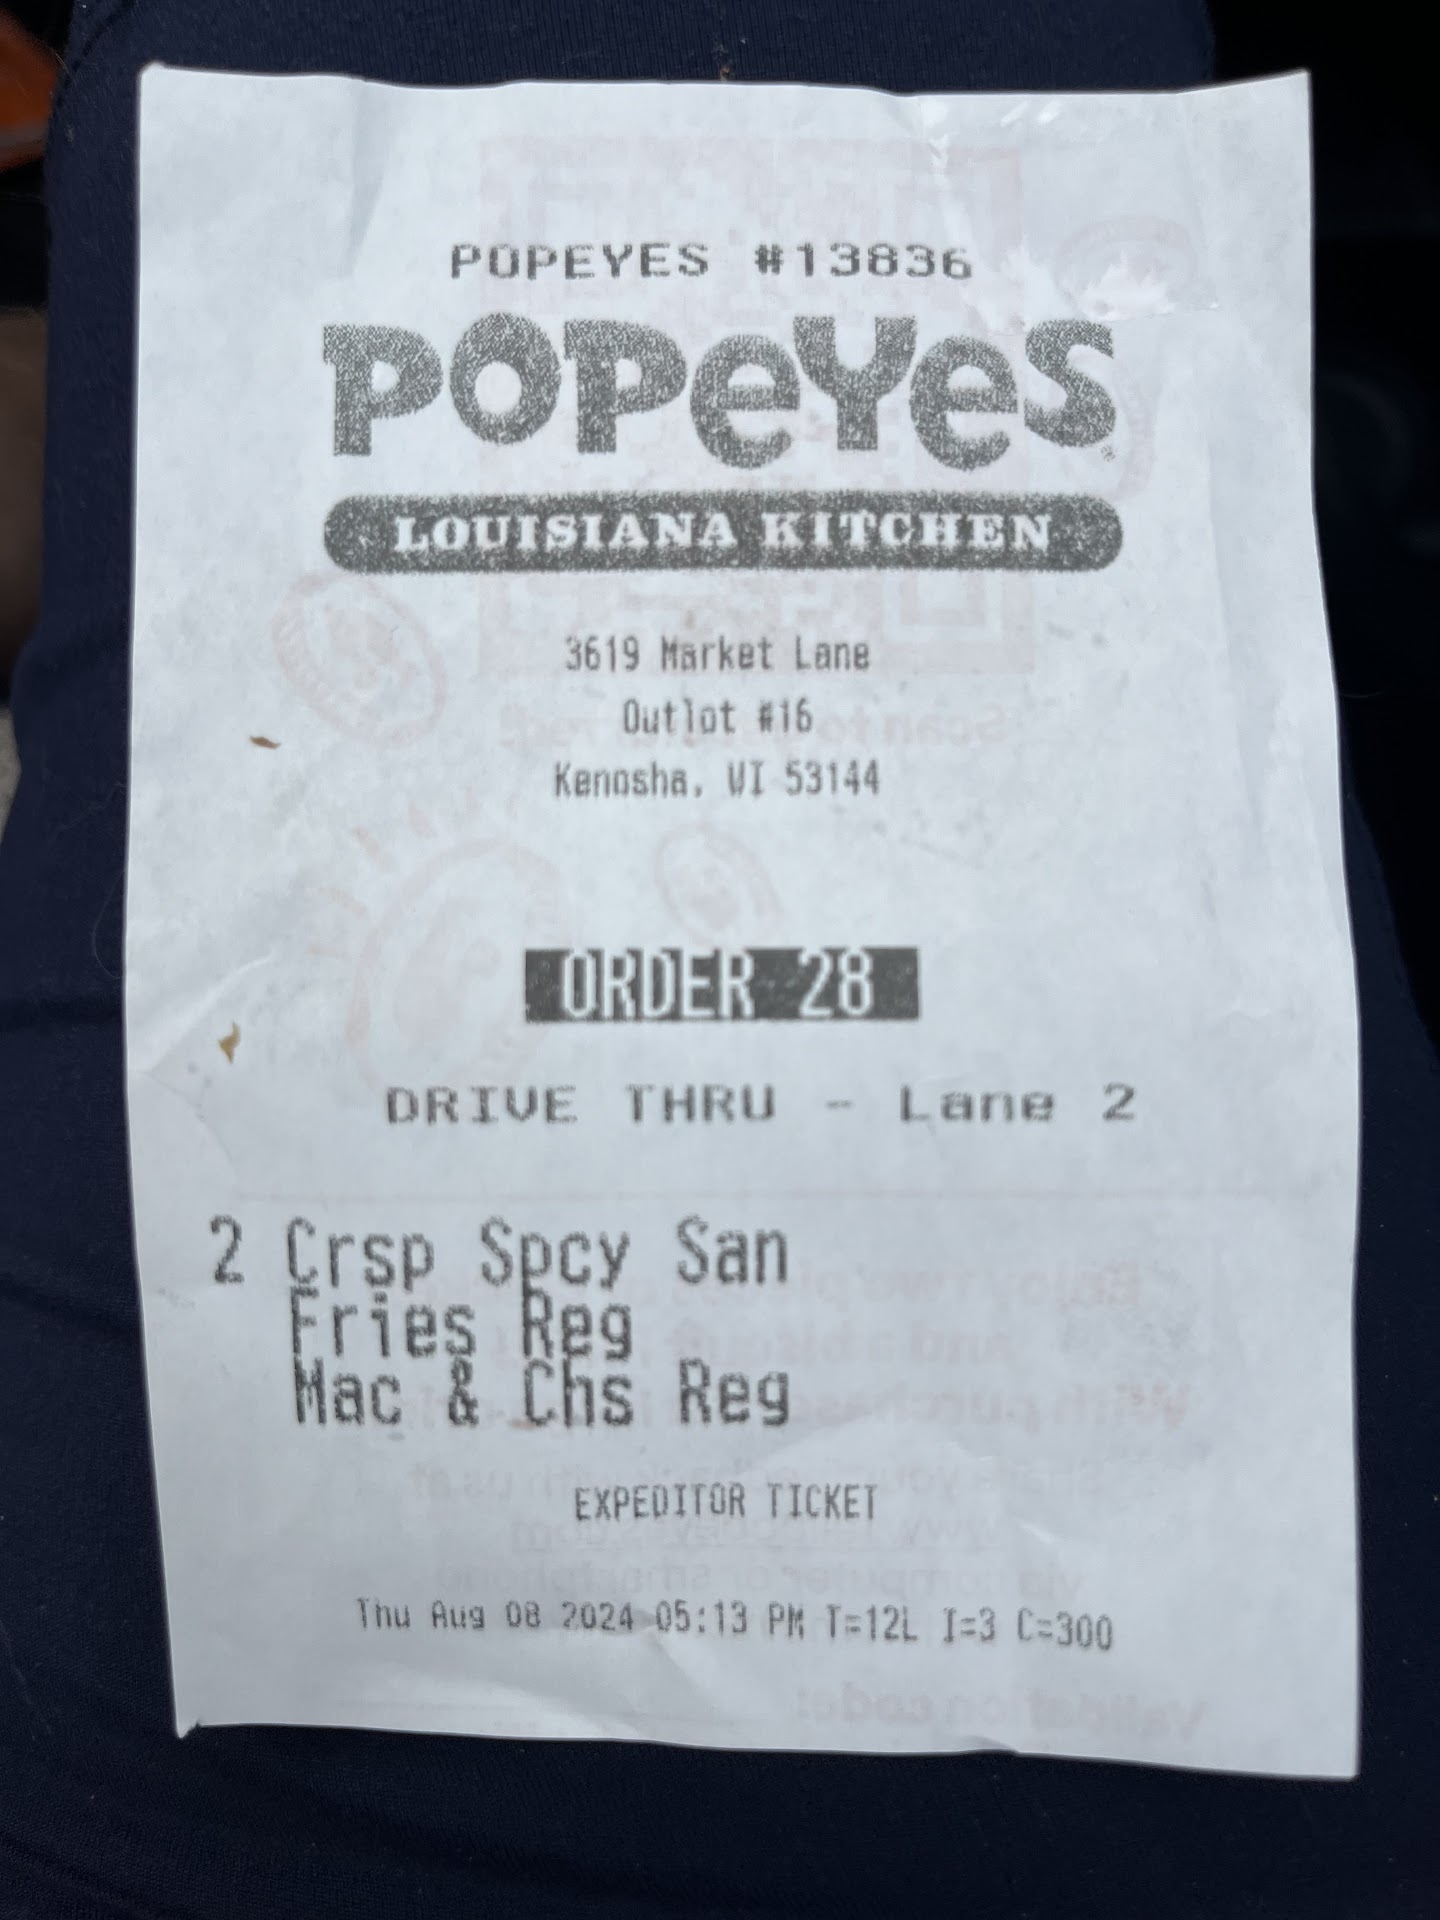 POPEYES #13836
POPEYES
LOUISIANA KITCHEN
3619 Market Lane
Outlot #16
Kenosha, WI 53144
ORDER 28
DRIVE THRU - Lane 2
2 Crsp Spcy San
Fries Reg
Mac & Chs Reg
EXPEDITOR TICKET
Thu Aug 08 2024 05:13 PM T=12L I=3 C=300